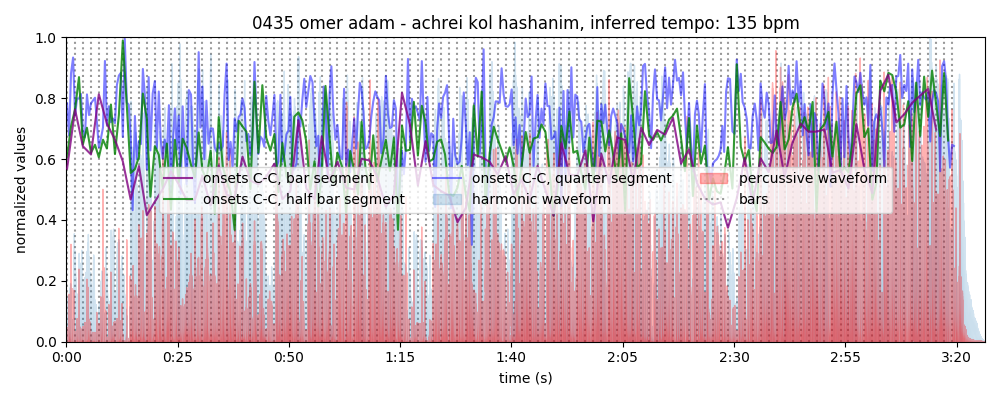 0435 omer adam - achrei kol hashanim, inferred tempo: 135 bpm
1.0
0.8
0.6
0.4
0.2
0.0
normalized values
onsets C-C, bar segment
onsets C-C, half bar segment
onsets C-C, quarter segment
harmonic waveform
percussive waveform
bars
0:00 0:25 0:50 1:15 1:40 2:05 2:30 2:55 3:20
time (s)